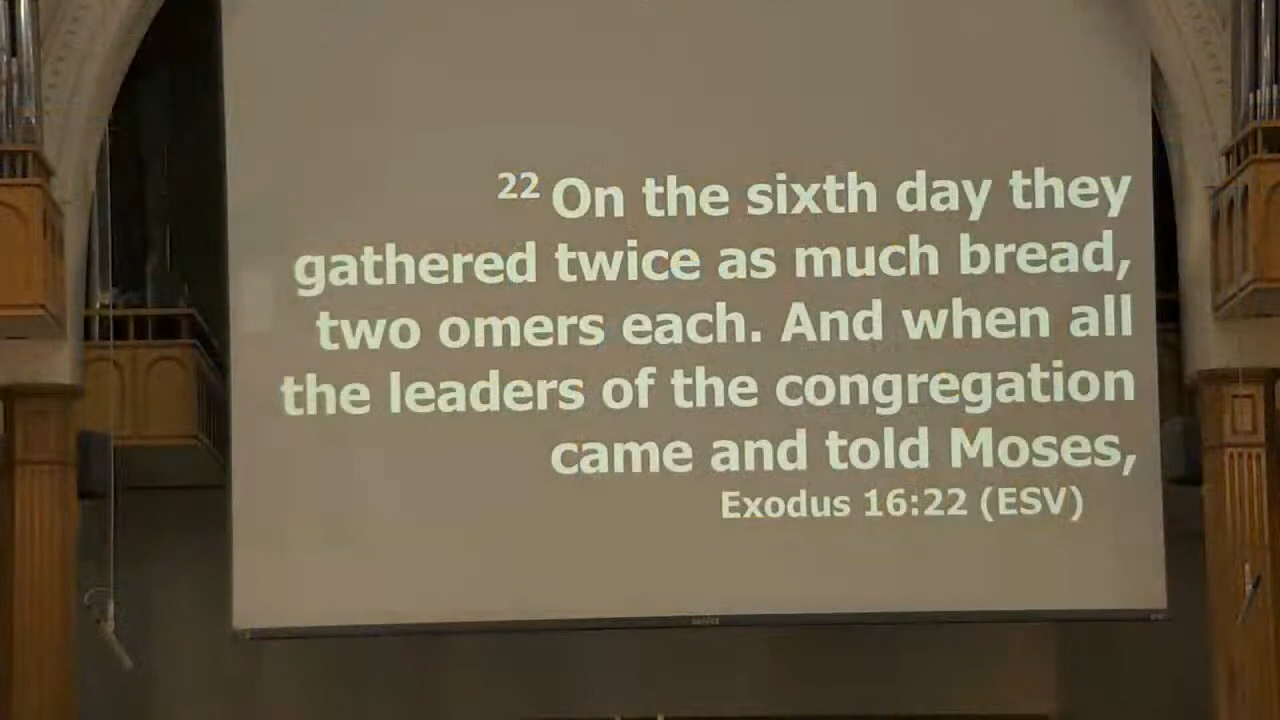 22 On the sixth day they
gathered twice as much bread,
two omers each. And when all
the leaders of the congregation
came and told Moses,
Exodus 16:22 (ESV)